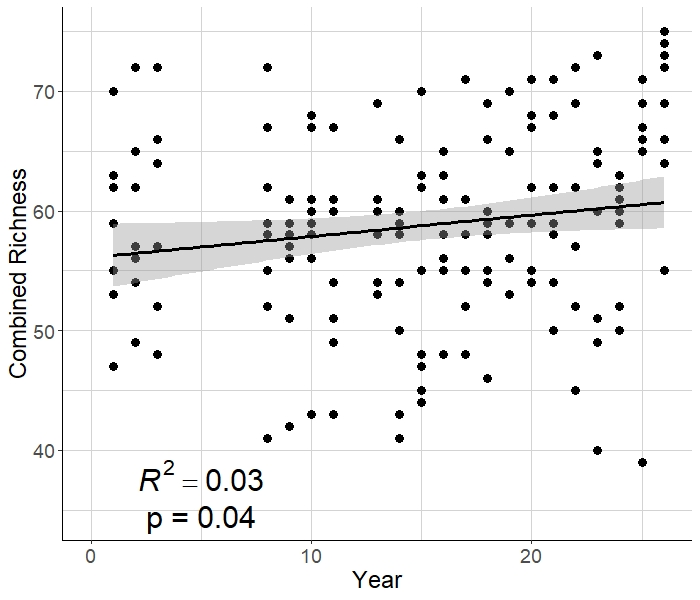 Combined Richness
70
60
50
40
R² = 0.03
p = 0.04
0 10 20
Year